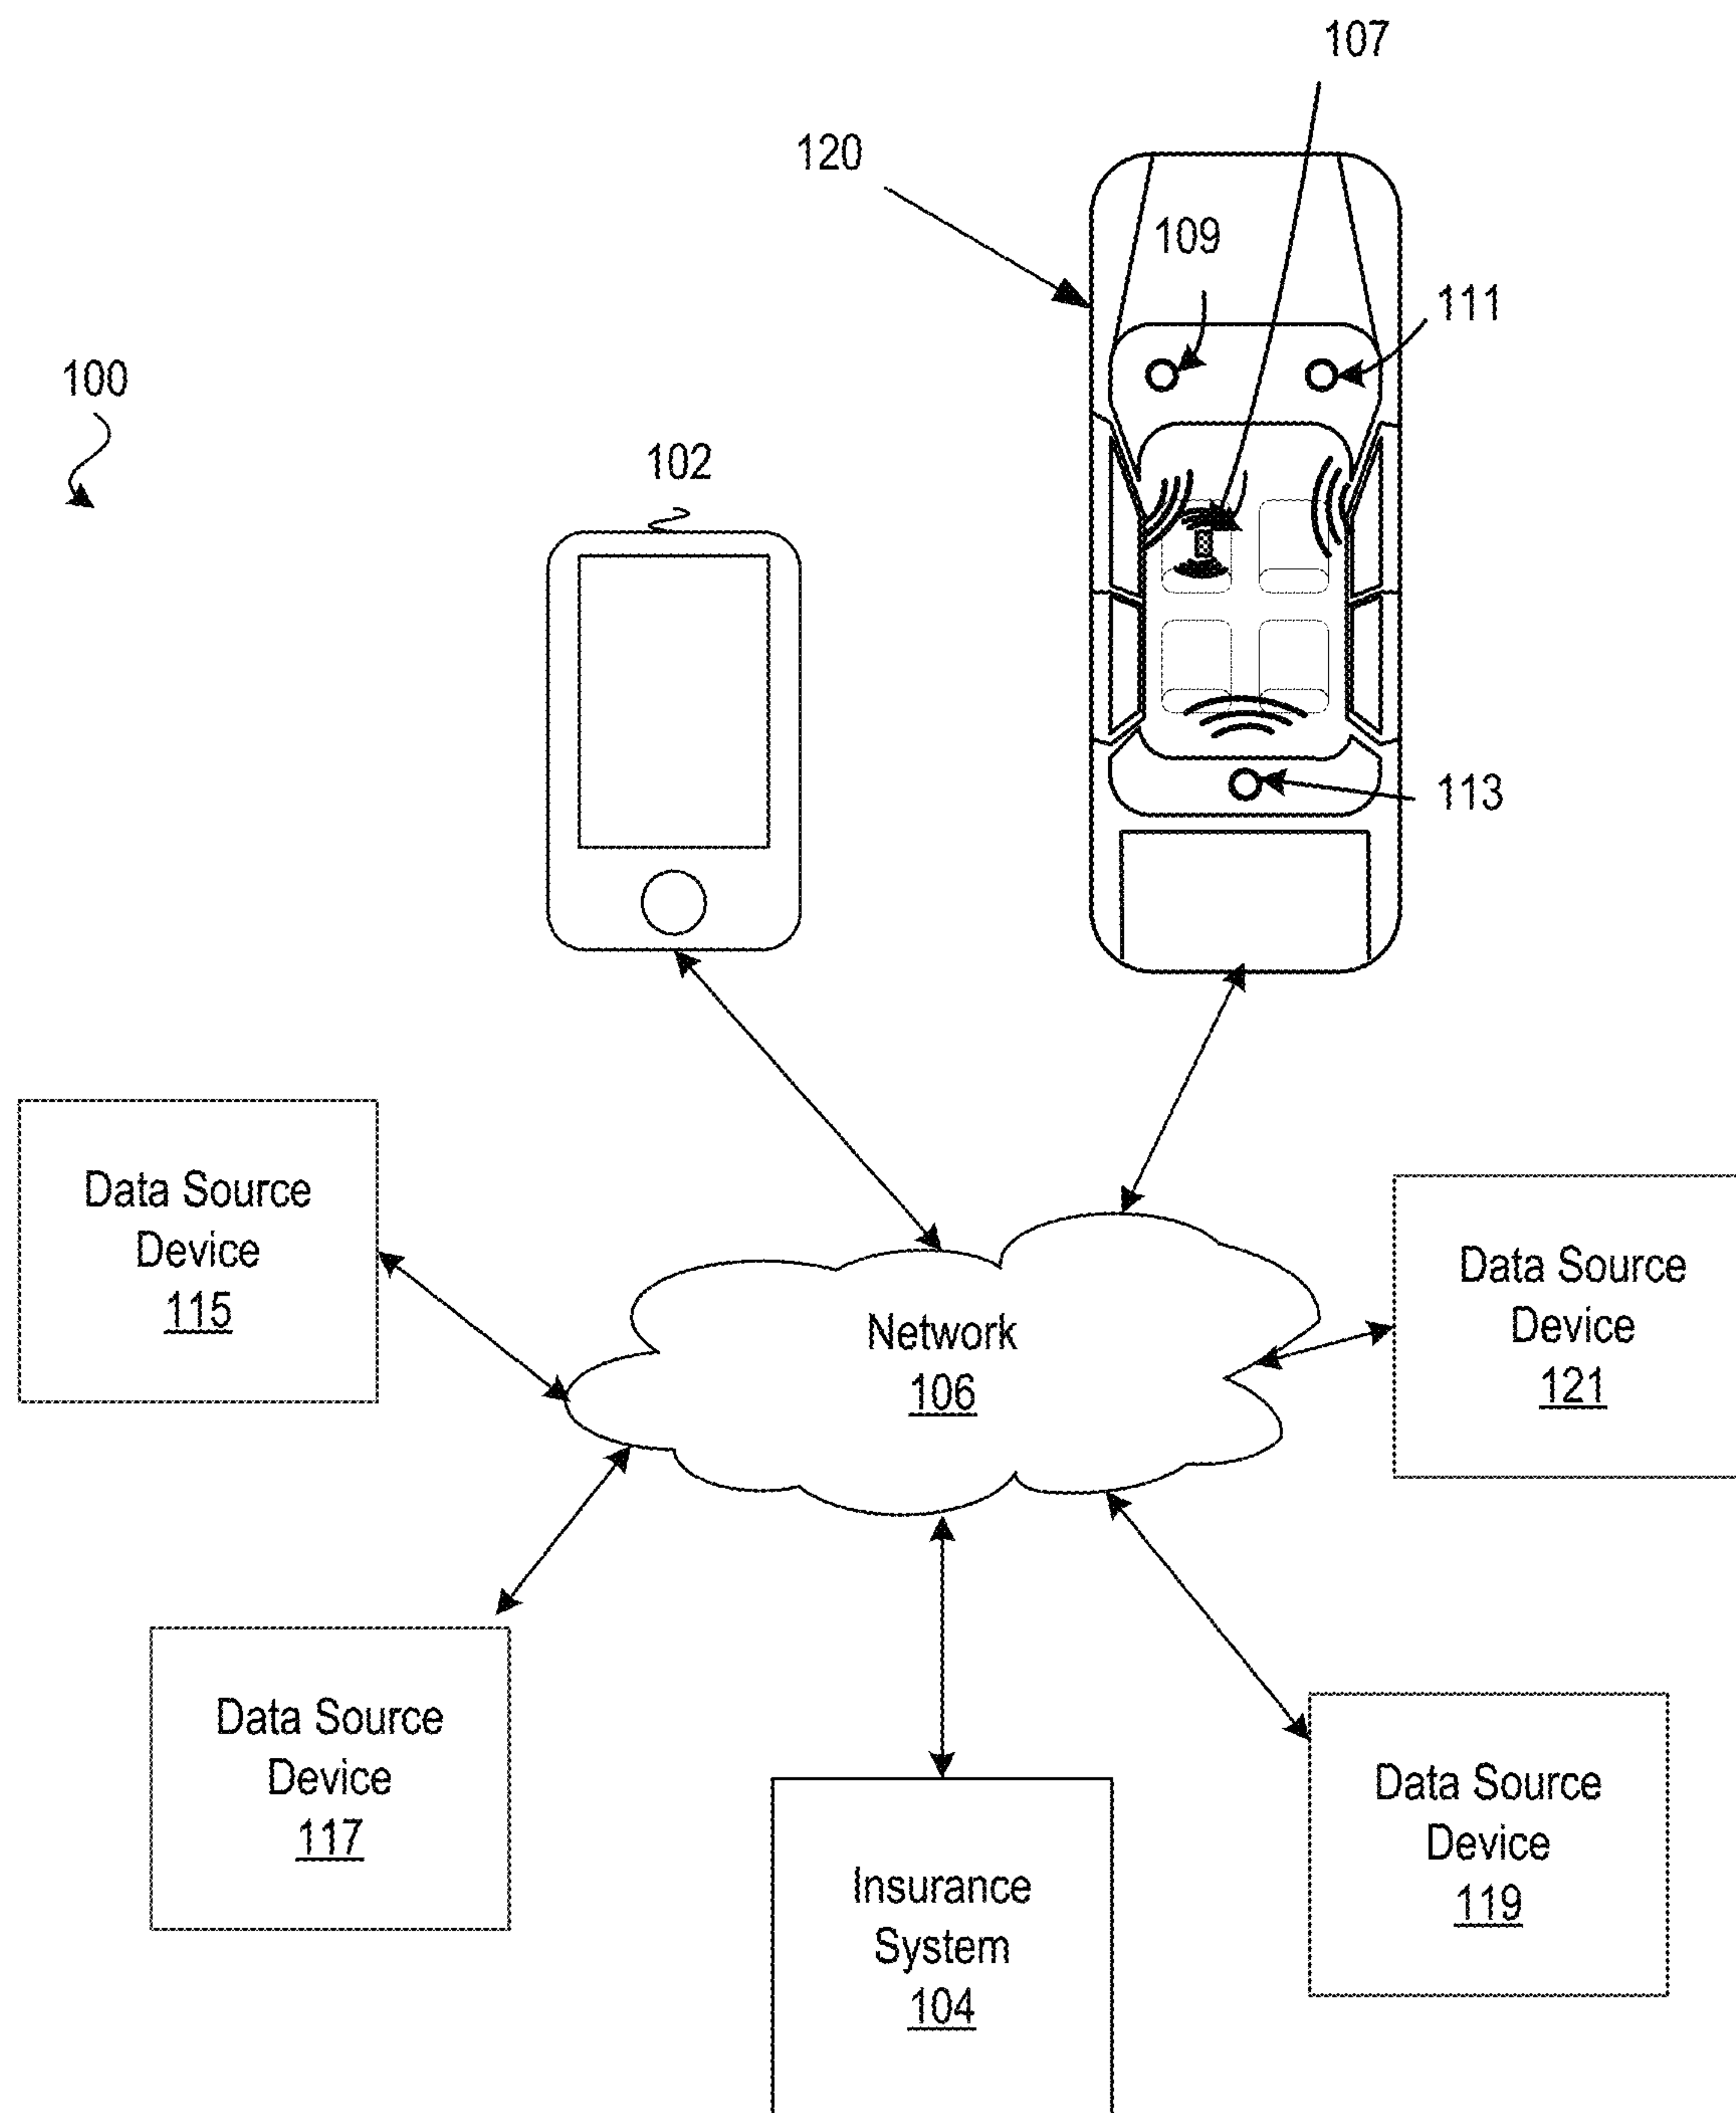 107
120
109
111
100
102
113
Data Source
Device
115
Data Source
Device
121
Network
106
Data Source
Device
117
Data Source
Device
119
Insurance
System
104